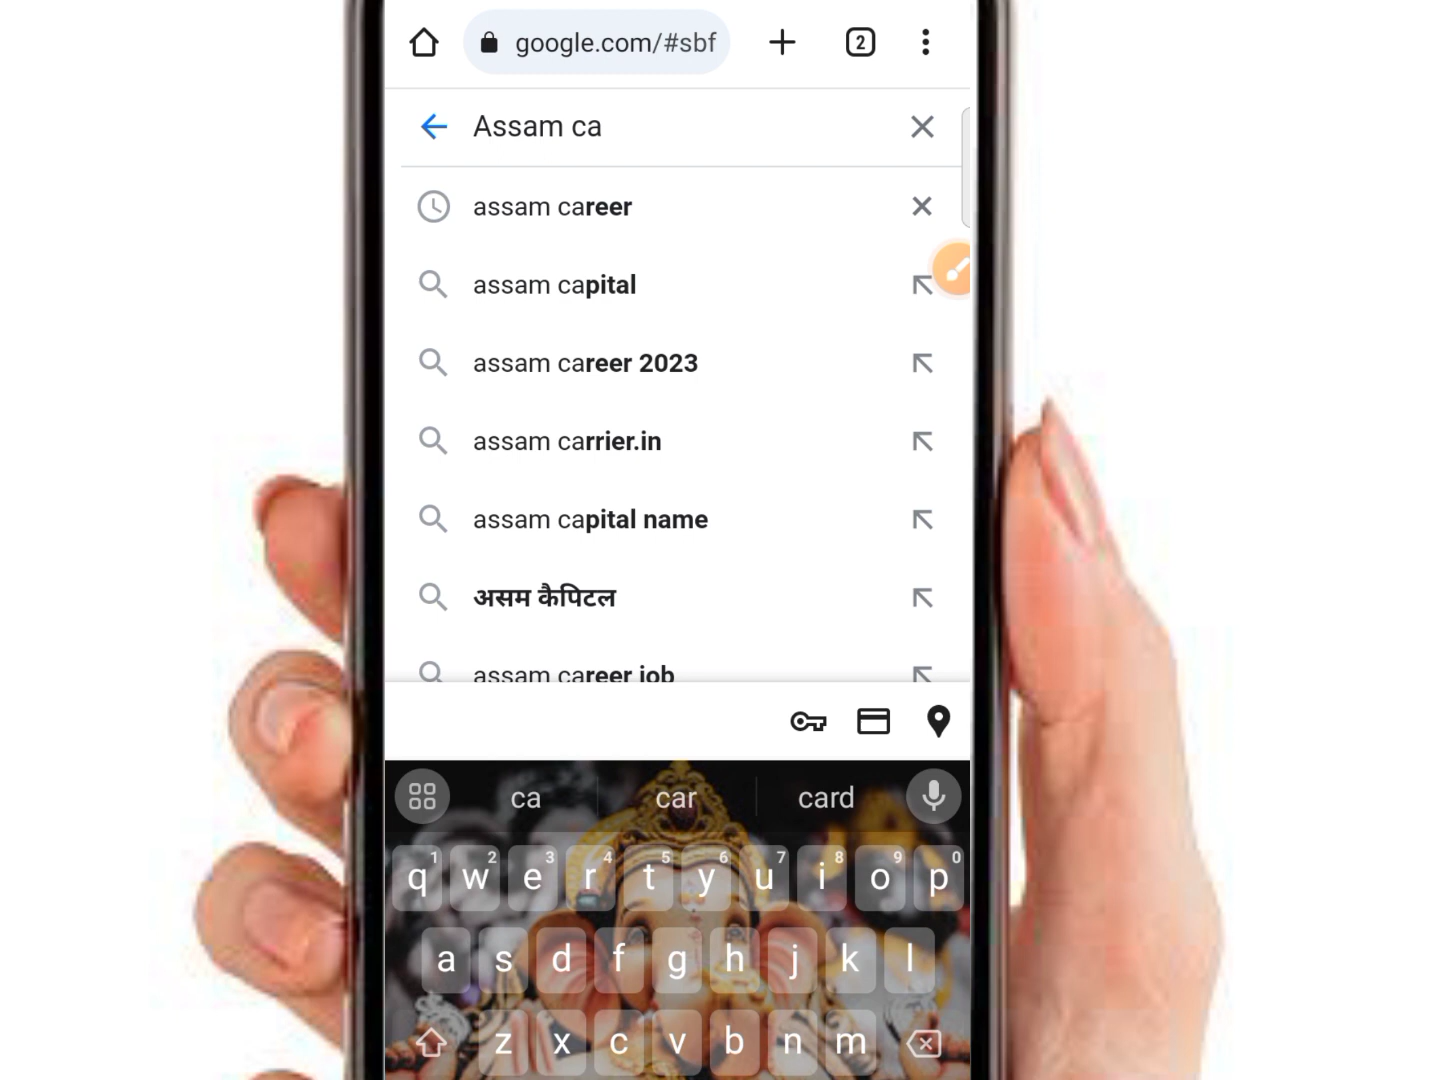 google.com/#sbf
2
Assam ca
assam career
assam capital
assam career 2023
assam carrier.in
assam capital name
असम कैपिटल
assam career job
ca car card
1 2 3 4 5 6 7 8 9 0
q w e r t y u i o p
a s d f g h j k l
z x c v b n m